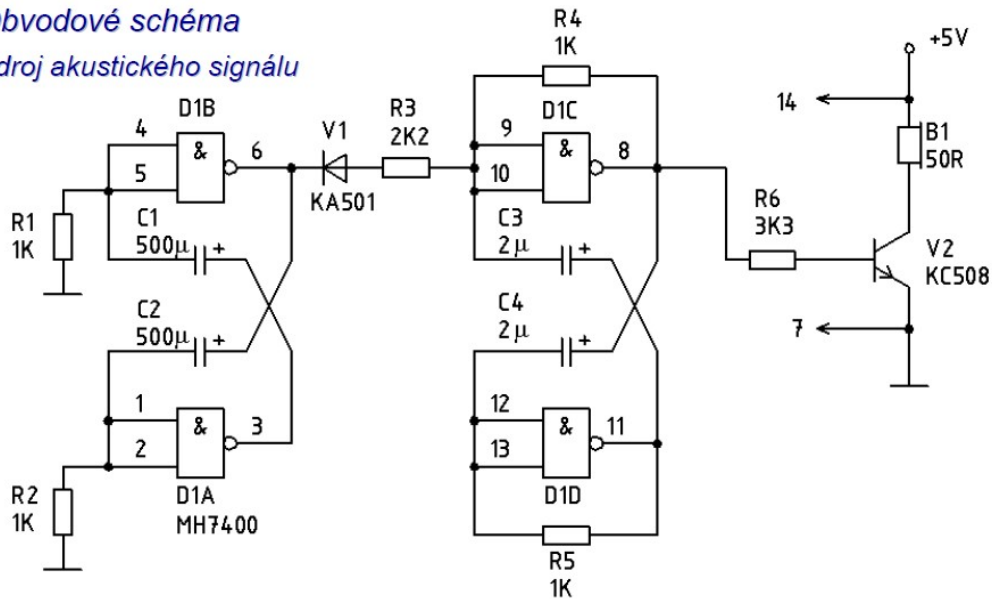 bvodové schéma
droj akustického signálu
R4
1K
+5V
D1B
D1C
14
4
&
6
V1
R3
2K2
9
&
8
B1
50R
5
10
KA501
R1
1K
C1
500µ
+
C3
2µ
+
R6
3K3
V2
KC508
C2
500µ
+
C4
2µ
+
7
1
&
3
12
&
11
2
13
R2
1K
D1A
MH7400
D1D
R5
1K